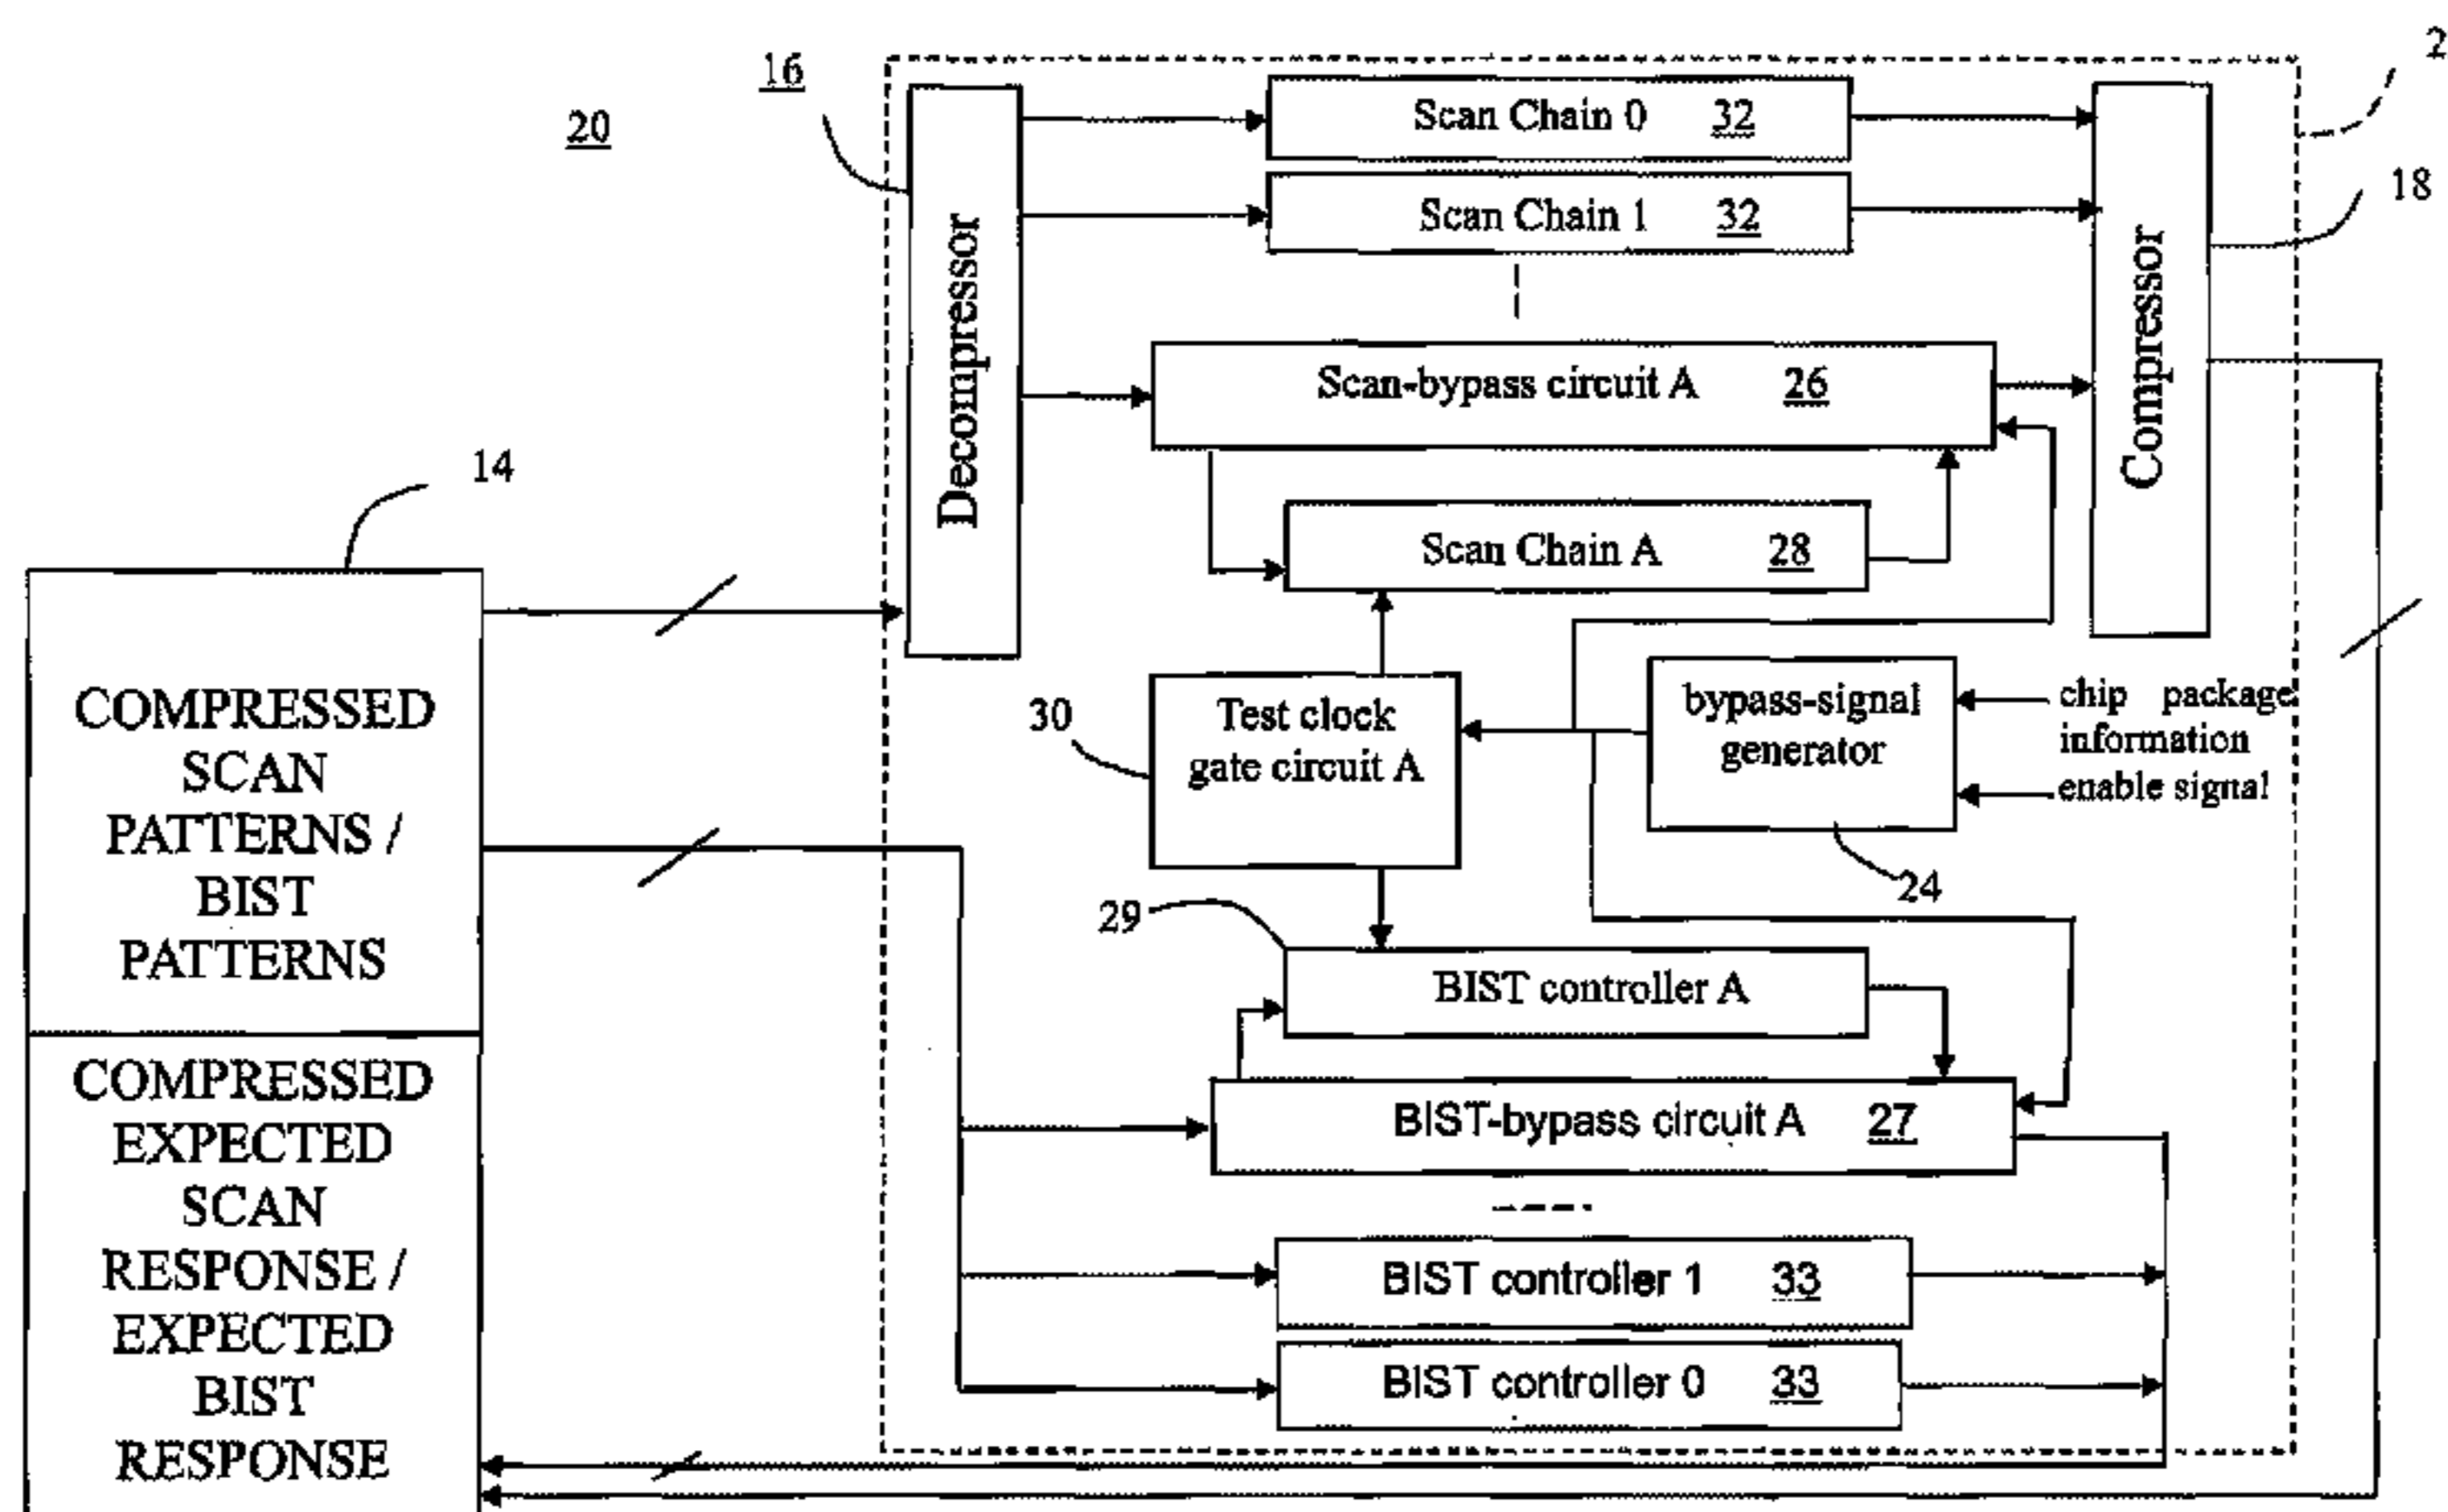 2
16
20
Scan Chain 0 32
Scan Chain 1 32
18
Decompressor
Compressor
Scan-bypass circuit A 26
14
Scan Chain A 28
COMPRESSED
SCAN
PATTERNS /
BIST
PATTERNS
30
Test clock
gate circuit A
bypass-signal
generator
chip package
information
enable signal
24
29
BIST controller A
COMPRESSED
EXPECTED
SCAN
RESPONSE /
EXPECTED
BIST
RESPONSE
BIST-bypass circuit A 27
BIST controller 1 33
BIST controller 0 33